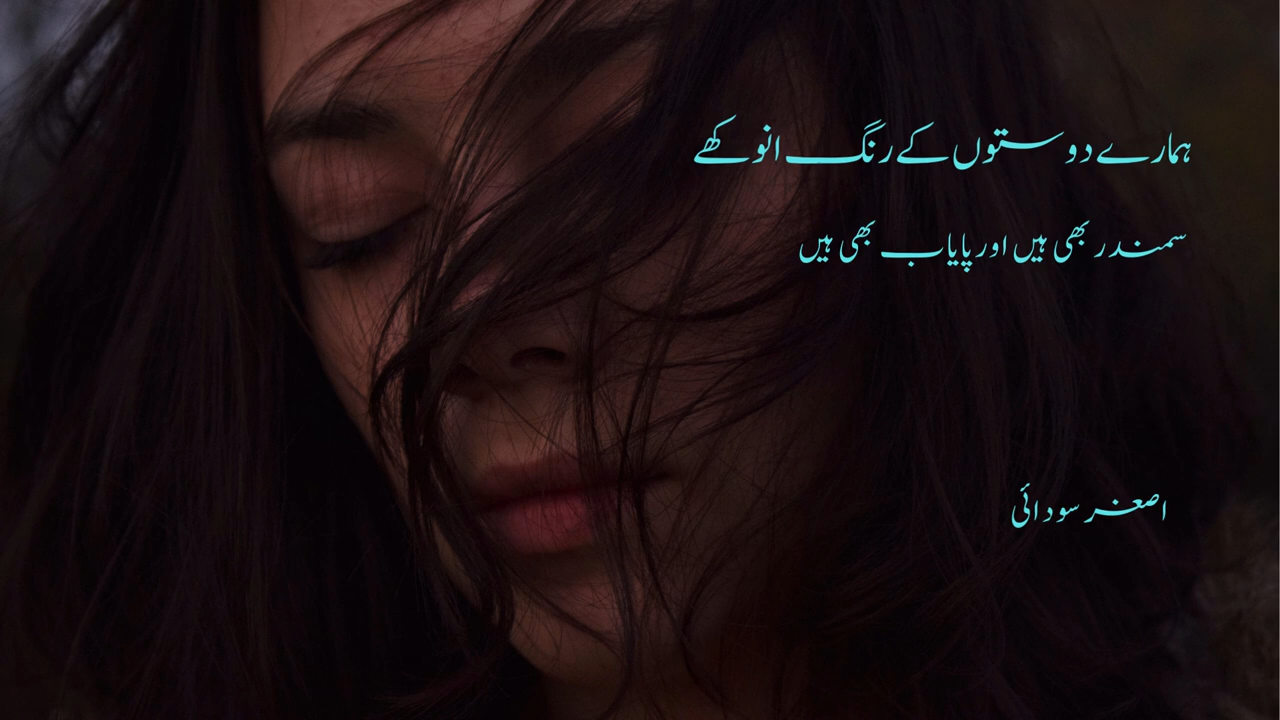 ہمارے دوستوں کے رنگ انوکھے
سمندر بھی ہیں اور پایاب بھی ہیں
اصغر سودائی